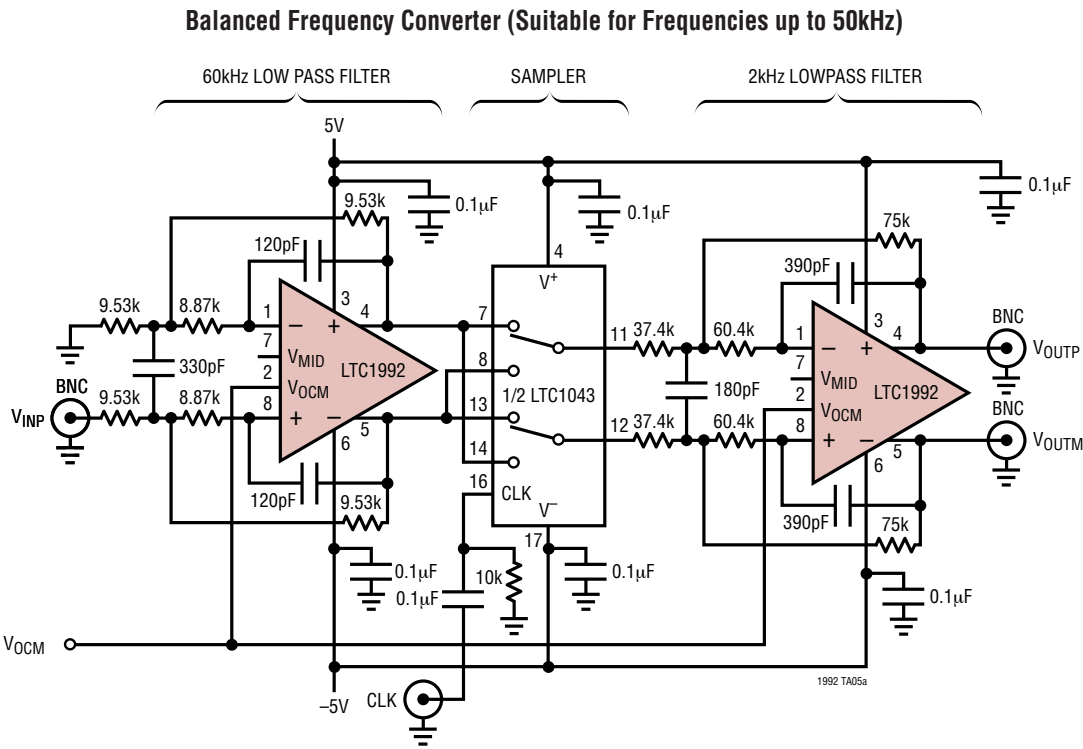 Balanced Frequency Converter (Suitable for Frequencies up to 50kHz)
60kHz LOW PASS FILTER
SAMPLER
2kHz LOWPASS FILTER
5V
0.1µF
0.1µF
0.1µF
9.53k
120pF
75k
390pF
4
V+
9.53k
8.87k
1
–
+
3
4
7
11
37.4k
60.4k
1
–
+
3
4
BNC
VOUTP
7
VMID
LTC1992
330pF
2
VOCM
8
1/2 LTC1043
180pF
7
VMID
LTC1992
2
VOCM
BNC
VINP
9.53k
8.87k
8
+
–
5
6
13
12
37.4k
60.4k
8
+
–
5
6
BNC
VOUTM
14
16
CLK
V–
17
120pF
9.53k
390pF
75k
0.1µF
0.1µF
10k
0.1µF
0.1µF
VOCM
–5V
CLK
1992 TA05a